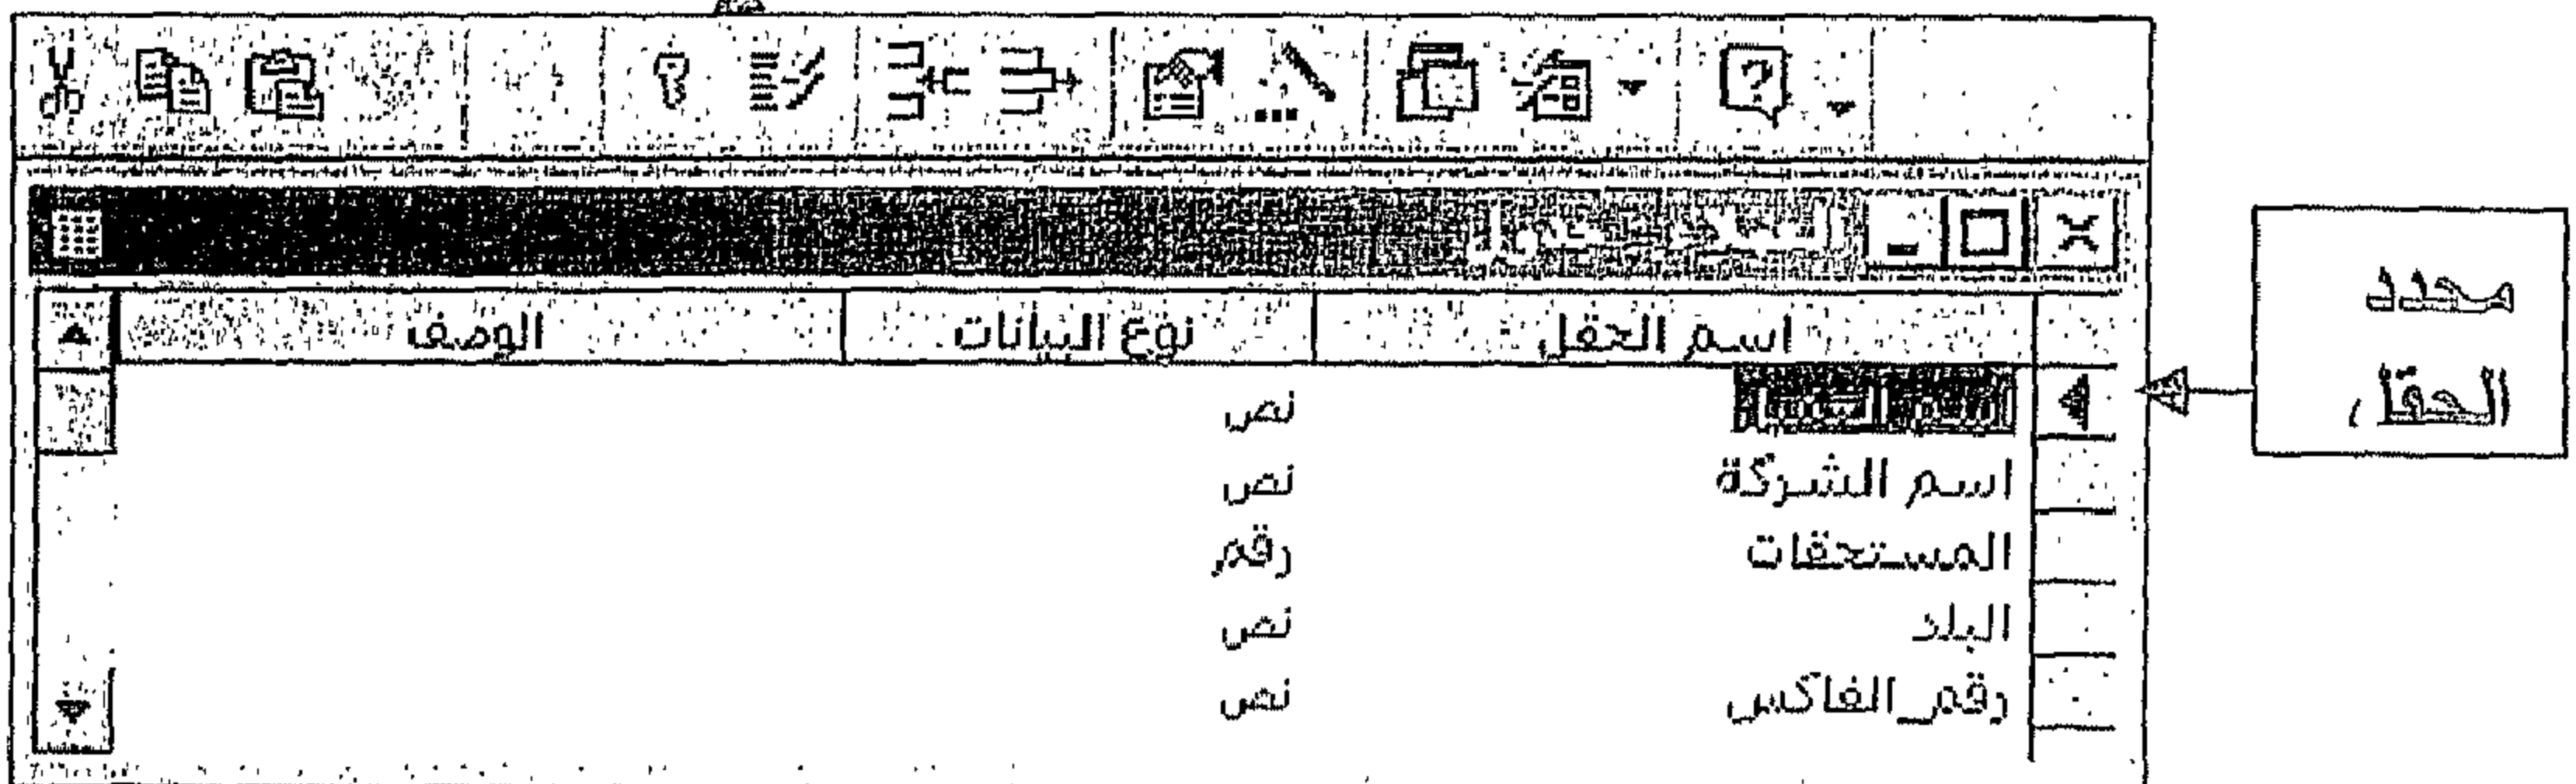 اسم الحقل نوع البيانات الوصف
نص
اسم الشركة نص
المستحقات رقم
البلد نص
رقم_الفاكس نص
محدد
الحقل